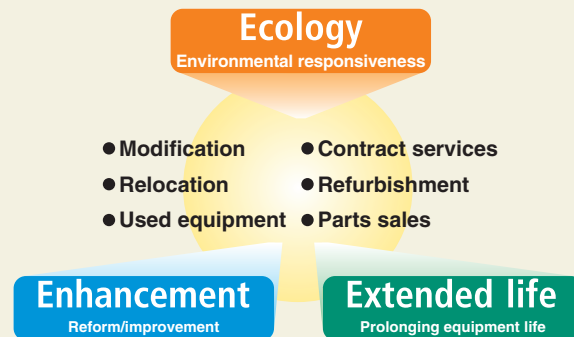 Ecology
Environmental responsiveness
● Modification
● Contract services
● Relocation
● Refurbishment
● Used equipment
● Parts sales
Enhancement
Reform/improvement
Extended life
Prolonging equipment life